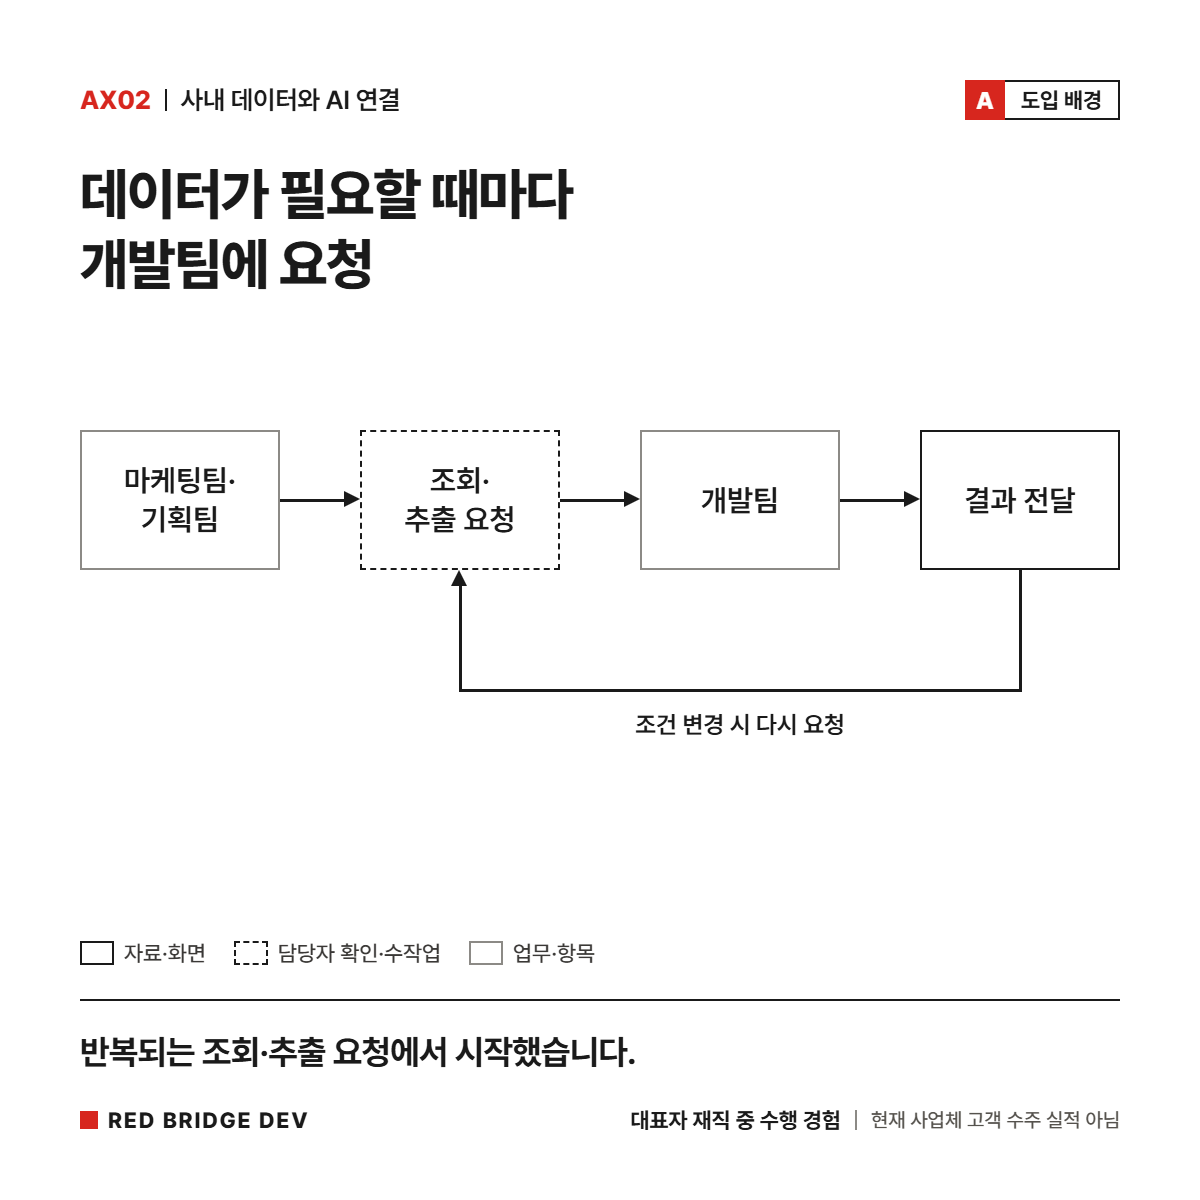 AX02 | 사내 데이터와 AI 연결
A 도입 배경
데이터가 필요할 때마다
개발팀에 요청
마케팅팀·
기획팀
조회·
추출 요청
개발팀
결과 전달
조건 변경 시 다시 요청
자료·화면
담당자 확인·수작업
업무·항목
반복되는 조회·추출 요청에서 시작했습니다.
RED BRIDGE DEV
대표자 재직 중 수행 경험 | 현재 사업체 고객 수주 실적 아님